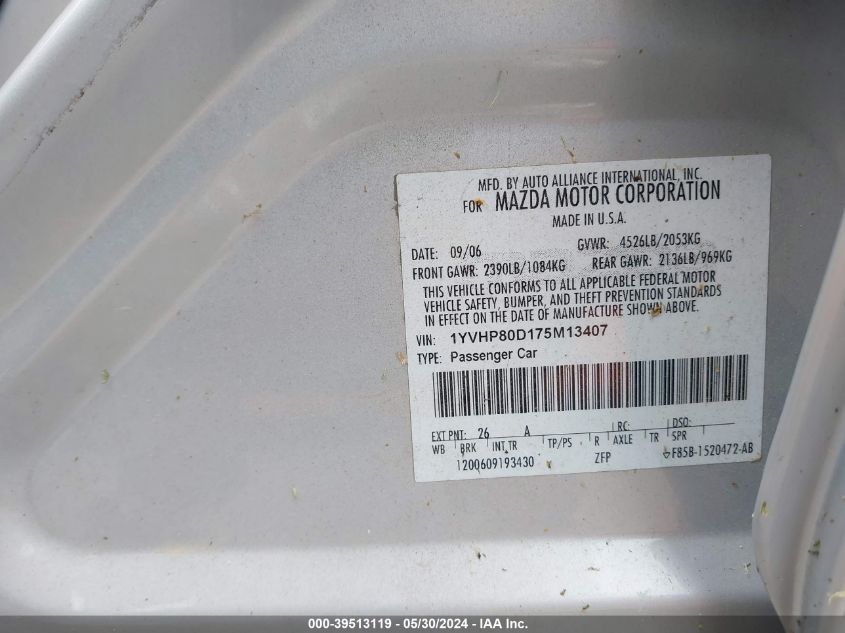 MFD. BY AUTO ALLIANCE INTERNATIONAL, INC.
FOR MAZDA MOTOR CORPORATION
MADE IN U.S.A.
DATE: 09/06 GVWR: 4526LB/2053KG
FRONT GAWR: 2390LB/1084KG REAR GAWR: 2136LB/969KG
THIS VEHICLE CONFORMS TO ALL APPLICABLE FEDERAL MOTOR
VEHICLE SAFETY, BUMPER, AND THEFT PREVENTION STANDARDS
IN EFFECT ON THE DATE OF MANUFACTURE SHOWN ABOVE.
VIN: 1YVHP80D175M13407
TYPE: Passenger Car
EXT PNT: 26 A RC: DSO:
WB BRK INT TR TP/PS R AXLE TR SPR
1200609193430 ZFP F85B-1520472-AB
000-39513119 - 05/30/2024 - IAA Inc.